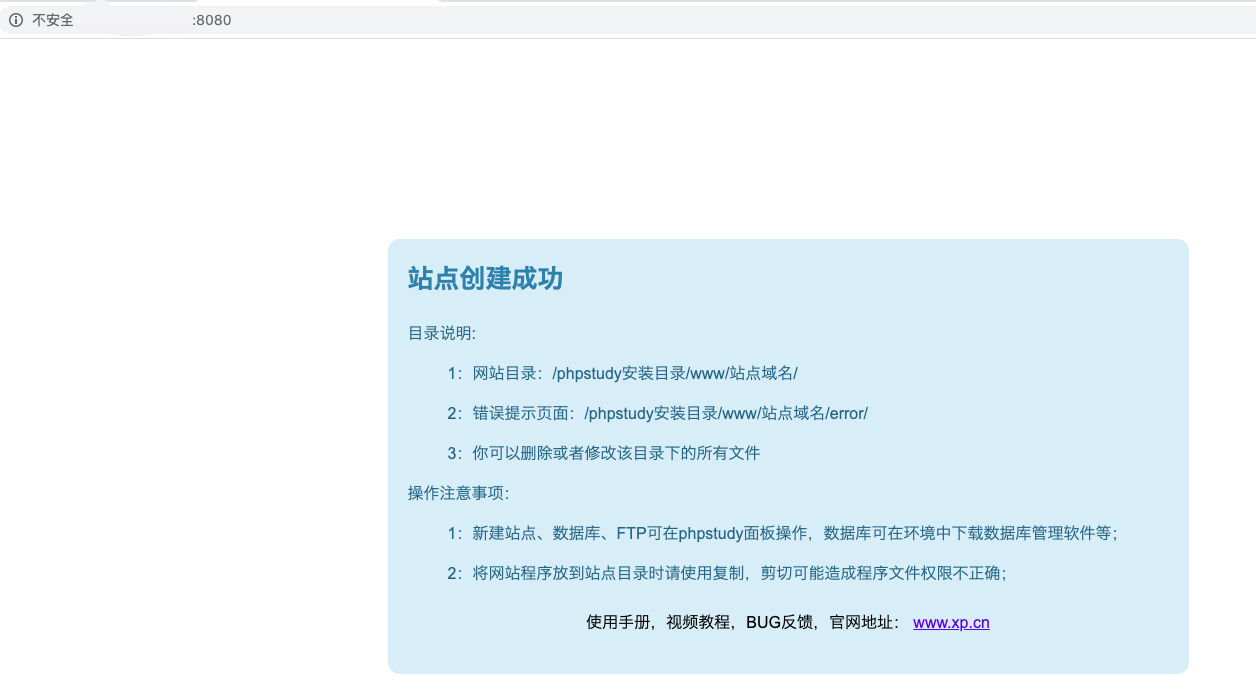 不安全 :8080
站点创建成功
目录说明:
1：网站目录：/phpstudy安装目录/www/站点域名/
2：错误提示页面：/phpstudy安装目录/www/站点域名/error/
3：你可以删除或者修改该目录下的所有文件
操作注意事项：
1：新建站点、数据库、FTP可在phpstudy面板操作，数据库可在环境中下载数据库管理软件等；
2：将网站程序放到站点目录时请使用复制，剪切可能造成程序文件权限不正确；
使用手册，视频教程，BUG反馈，官网地址： www.xp.cn